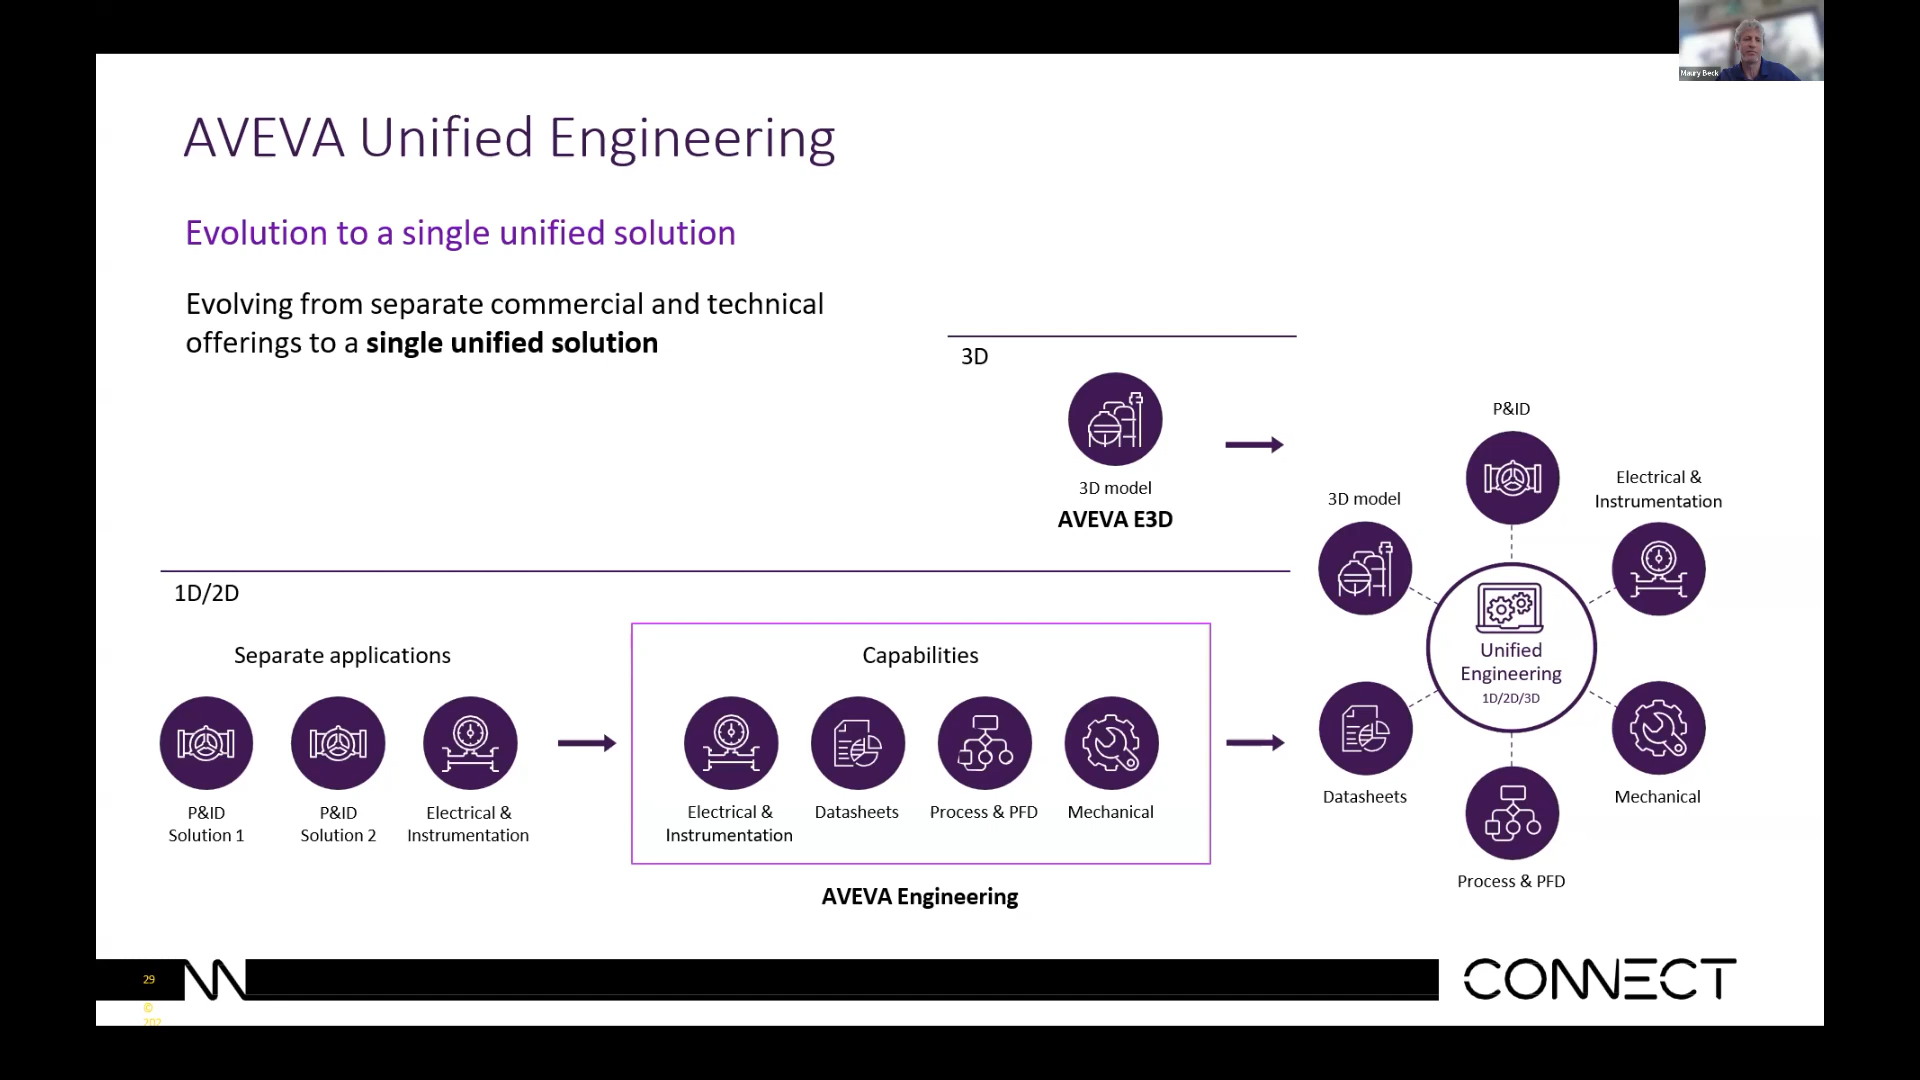 Maury Beck
AVEVA Unified Engineering
Evolution to a single unified solution
Evolving from separate commercial and technical
offerings to a single unified solution
3D
3D model
AVEVA E3D
1D/2D
Separate applications
P&ID
Solution 1
P&ID
Solution 2
Electrical &
Instrumentation
Capabilities
Electrical &
Instrumentation
Datasheets
Process & PFD
Mechanical
AVEVA Engineering
P&ID
Electrical &
Instrumentation
3D model
Unified
Engineering
1D/2D/3D
Datasheets
Mechanical
Process & PFD
29
©
202
CONNECT